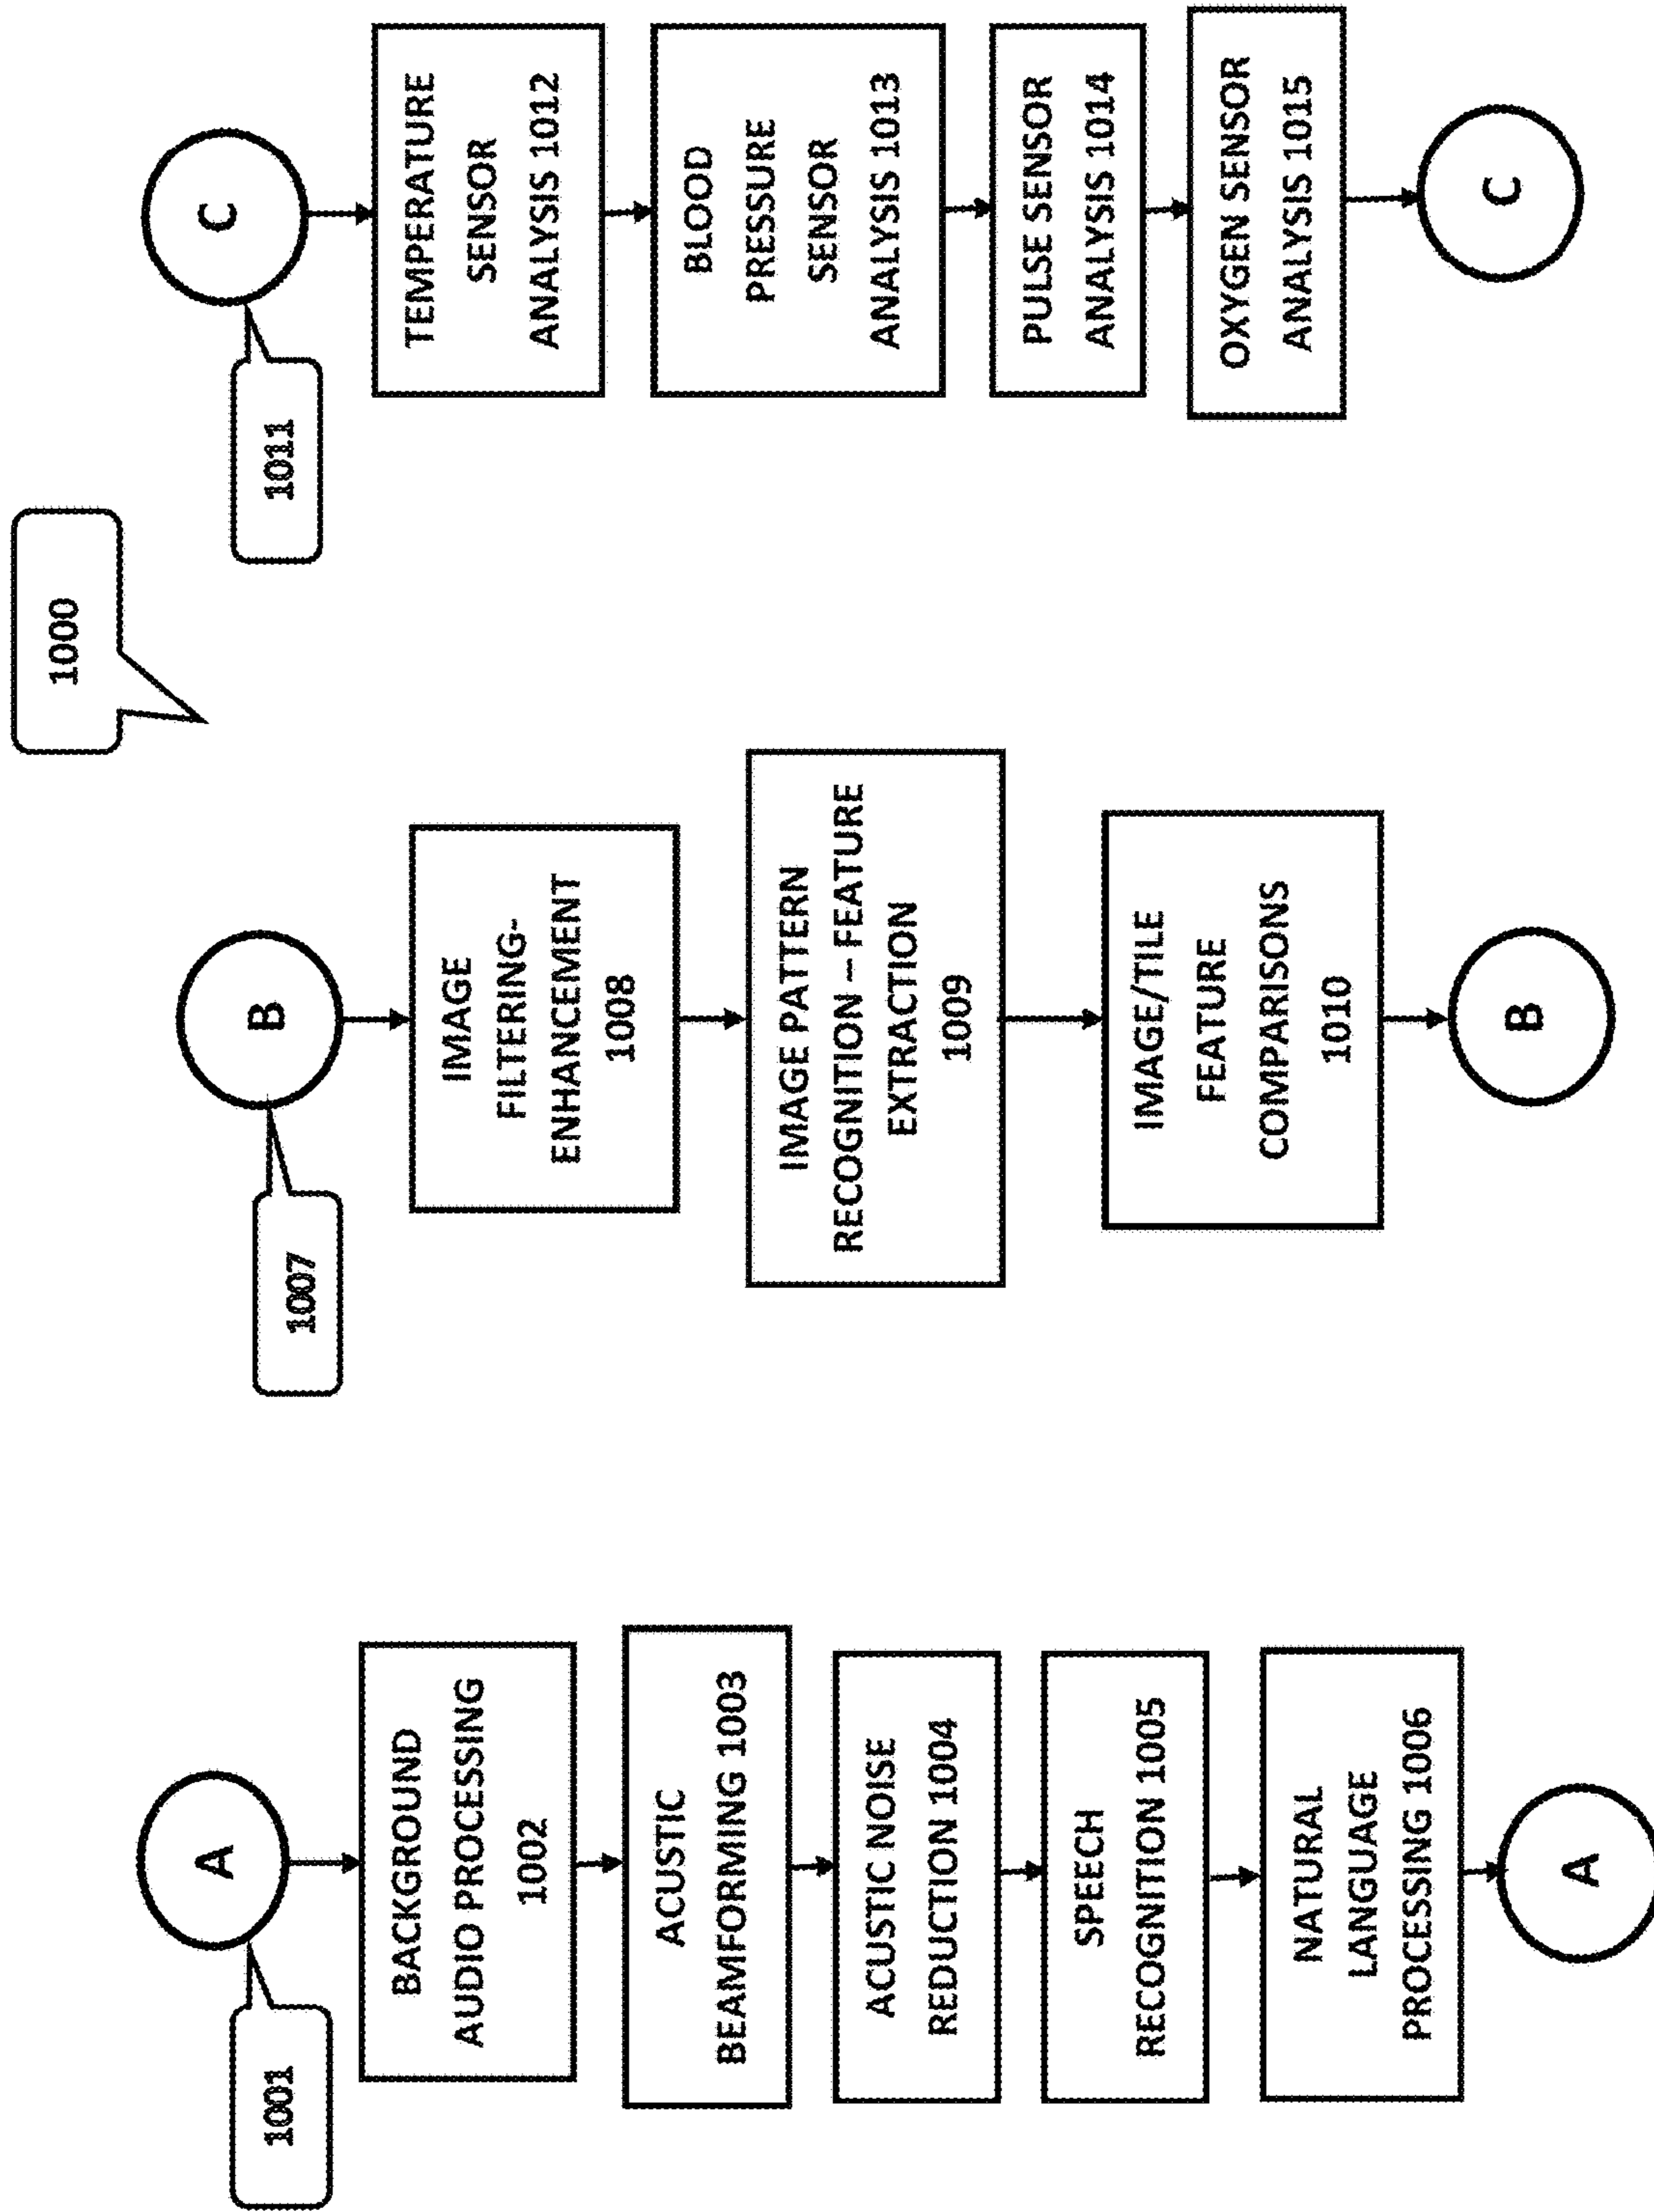 1000
1001
A
BACKGROUND
AUDIO PROCESSING
1002
ACUSTIC
BEAMFORMING 1003
ACUSTIC NOISE
REDUCTION 1004
SPEECH
RECOGNITION 1005
NATURAL
LANGUAGE
PROCESSING 1006
A
1007
B
IMAGE
FILTERING-
ENHANCEMENT
1008
IMAGE PATTERN
RECOGNITION – FEATURE
EXTRACTION
1009
IMAGE/TILE
FEATURE
COMPARISONS
1010
B
1011
C
TEMPERATURE
SENSOR
ANALYSIS 1012
BLOOD
PRESSURE
SENSOR
ANALYSIS 1013
PULSE SENSOR
ANALYSIS 1014
OXYGEN SENSOR
ANALYSIS 1015
C